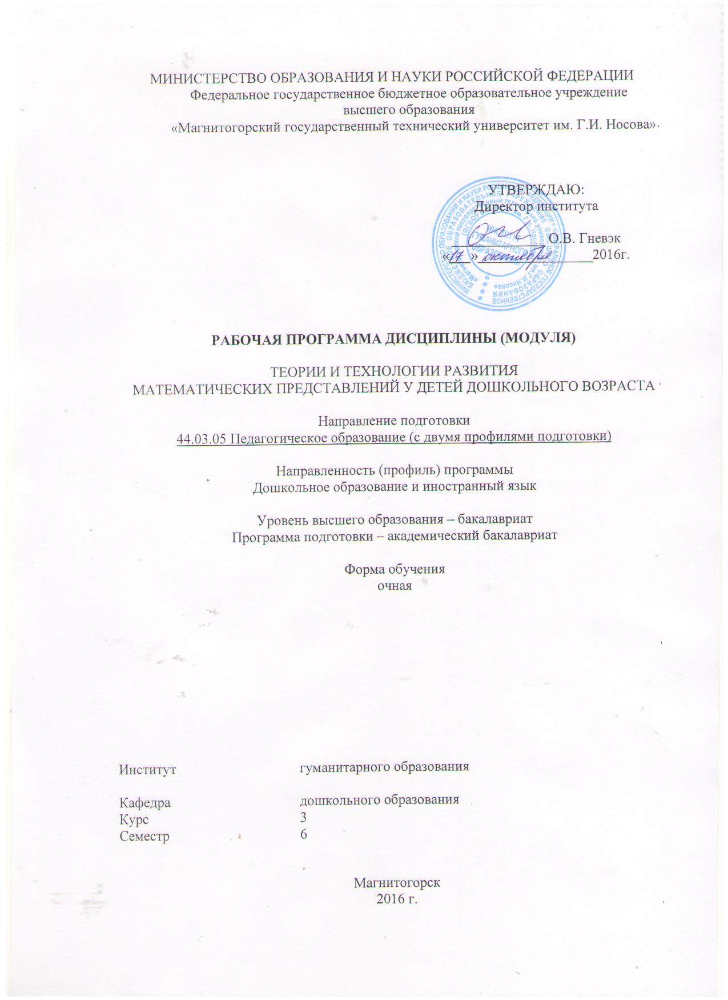 МИНИСТЕРСТВО ОБРАЗОВАНИЯ И НАУКИ РОССИЙСКОЙ ФЕДЕРАЦИИ
Федеральное государственное бюджетное образовательное учреждение
высшего образования
«Магнитогорский государственный технический университет им. Г.И. Носова»
УТВЕРЖДАЮ:
Директор института
О.В. Гневэк
«17» октября 2016г.
ИНСТИТУТ
ГУМАНИТАРНОГО
ОБРАЗОВАНИЯ
РАБОЧАЯ ПРОГРАММА ДИСЦИПЛИНЫ (МОДУЛЯ)
ТЕОРИИ И ТЕХНОЛОГИИ РАЗВИТИЯ
МАТЕМАТИЧЕСКИХ ПРЕДСТАВЛЕНИЙ У ДЕТЕЙ ДОШКОЛЬНОГО ВОЗРАСТА
Направление подготовки
44.03.05 Педагогическое образование (с двумя профилями подготовки)
Направленность (профиль) программы
Дошкольное образование и иностранный язык
Уровень высшего образования – бакалавриат
Программа подготовки – академический бакалавриат
Форма обучения
очная
Институт гуманитарного образования
Кафедра дошкольного образования
Курс 3
Семестр 6
Магнитогорск
2016 г.